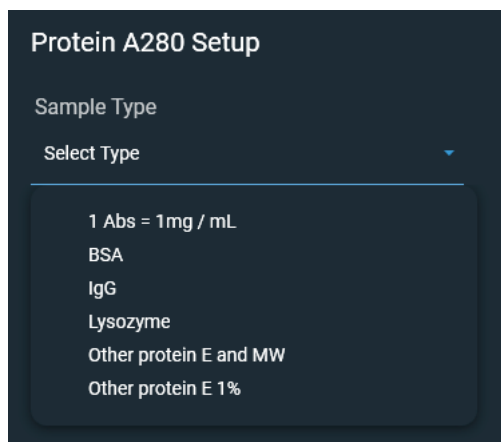 Protein A280 Setup
Sample Type
Select Type
1 Abs = 1mg / mL
BSA
IgG
Lysozyme
Other protein E and MW
Other protein E 1%